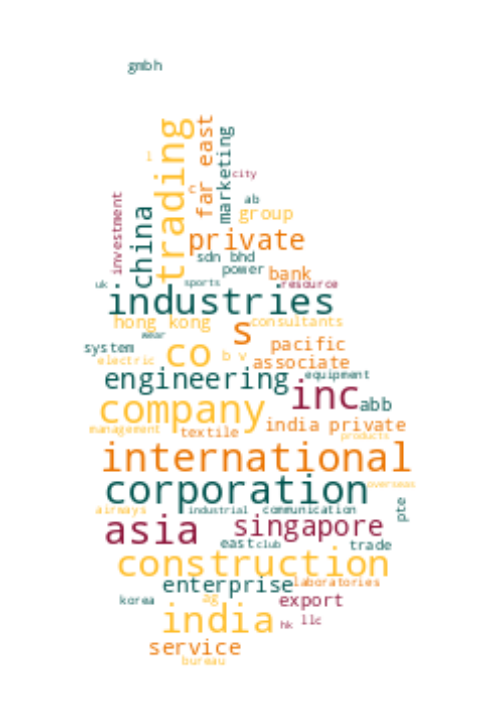 gmbh
trading
far east
marketing
l
city
c
ab
investment
china
group
private
sdn bhd
power
bank
uk
sports
resource
industries
hong kong
s
consultants
wear
system
pacific
co
b v
electric
associate
engineering
equipment
inc
abb
company
india private
management
textile
products
international
corporation
overseas
airways
industrial
communication
pte
asia
singapore
east
club
trade
construction
enterprise
laboratories
korea
ag
export
india
hk
llc
service
bureau